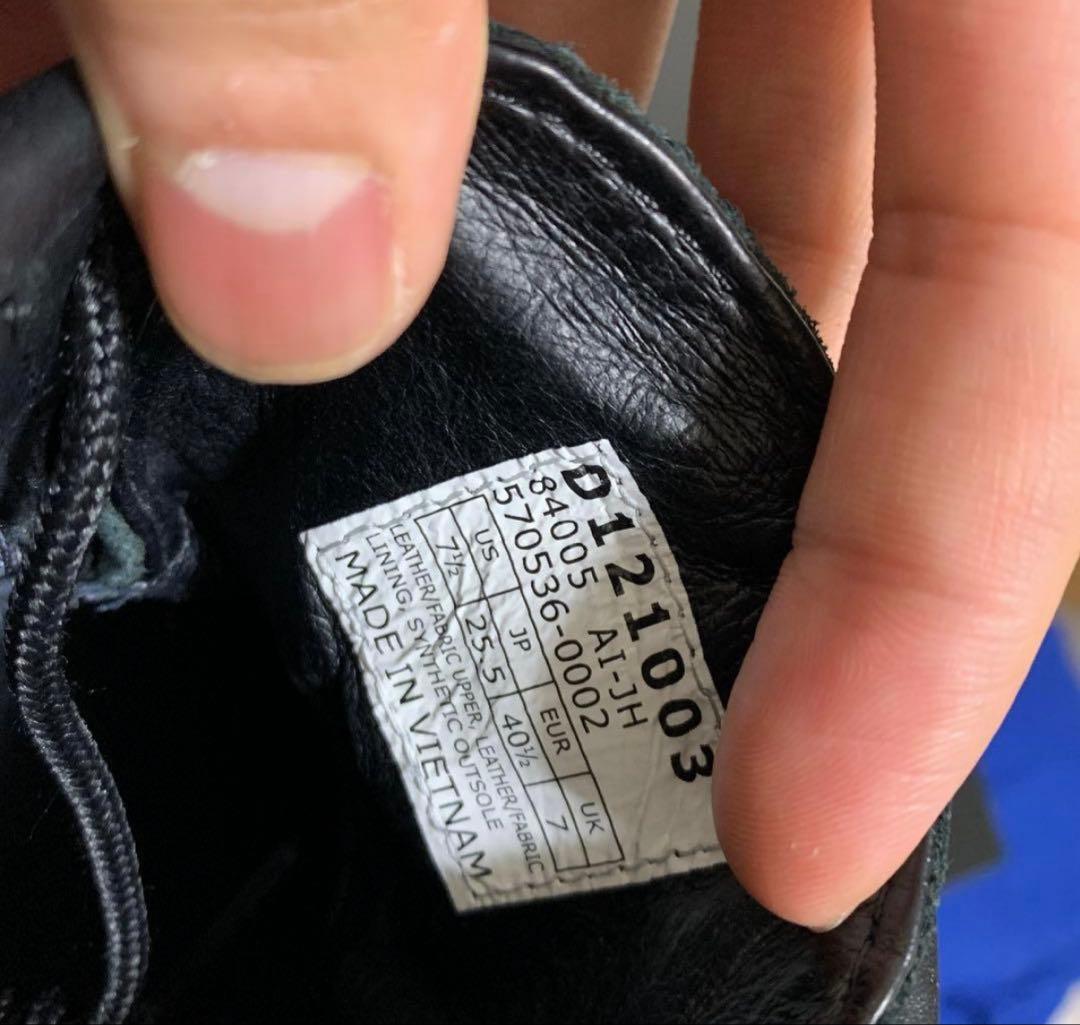 D121003
84005 AI-JH
570536-0002
US JP EUR UK
7½ 25.5 40½ 7
LEATHER/FABRIC UPPER, LEATHER/FABRIC
LINING, SYNTHETIC OUTSOLE
MADE IN VIETNAM